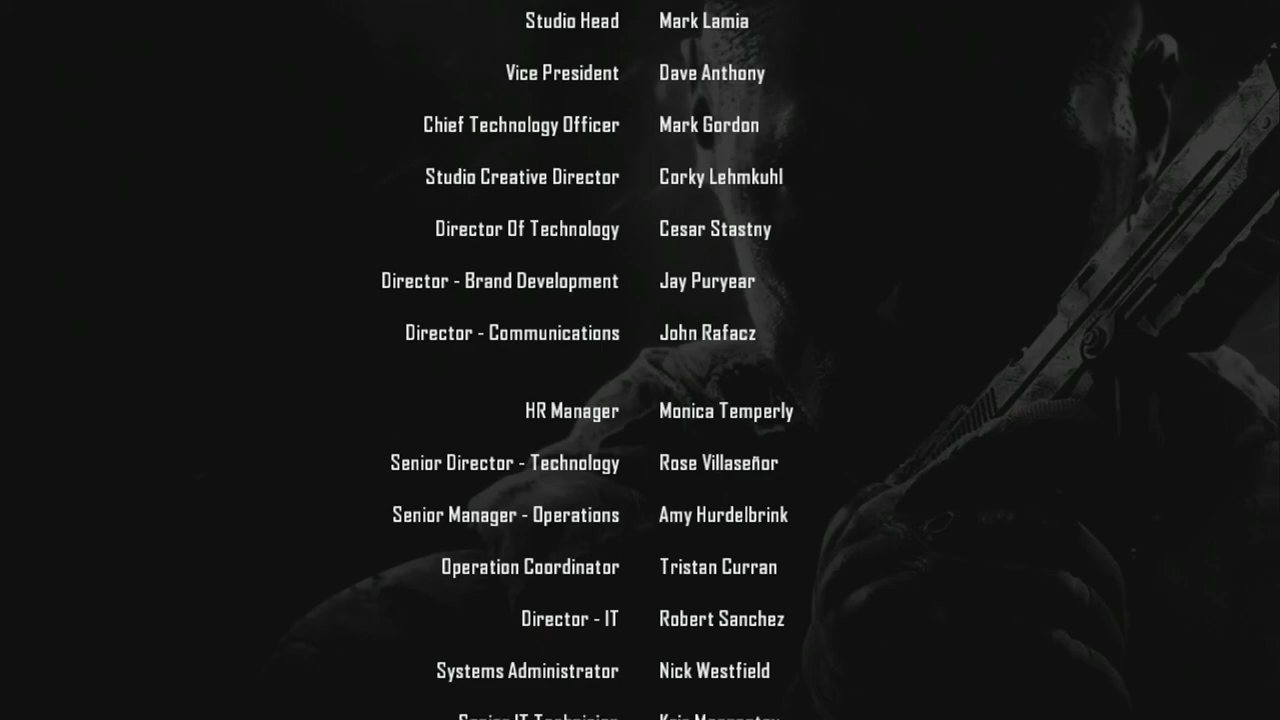 Studio Head Mark Lamia
Vice President Dave Anthony
Chief Technology Officer Mark Gordon
Studio Creative Director Corky Lehmkuhl
Director Of Technology Cesar Stastny
Director - Brand Development Jay Puryear
Director - Communications John Rafacz
HR Manager Monica Temperly
Senior Director - Technology Rose Villaseñor
Senior Manager - Operations Amy Hurdelbrink
Operation Coordinator Tristan Curran
Director - IT Robert Sanchez
Systems Administrator Nick Westfield